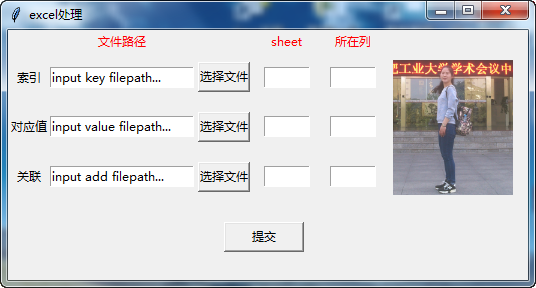 excel处理
文件路径 sheet 所在列
索引 input key filepath... 选择文件
对应值 input value filepath... 选择文件
关联 input add filepath... 选择文件
工业大学学术会议中
提交